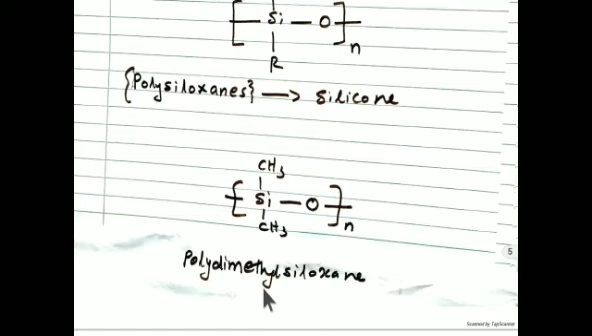 [ Si — O ]n
R
{Polysiloxanes} → silicone
CH3
[ Si — O ]n
CH3
Polydimethylsiloxane
5
Scanned by TapScanner